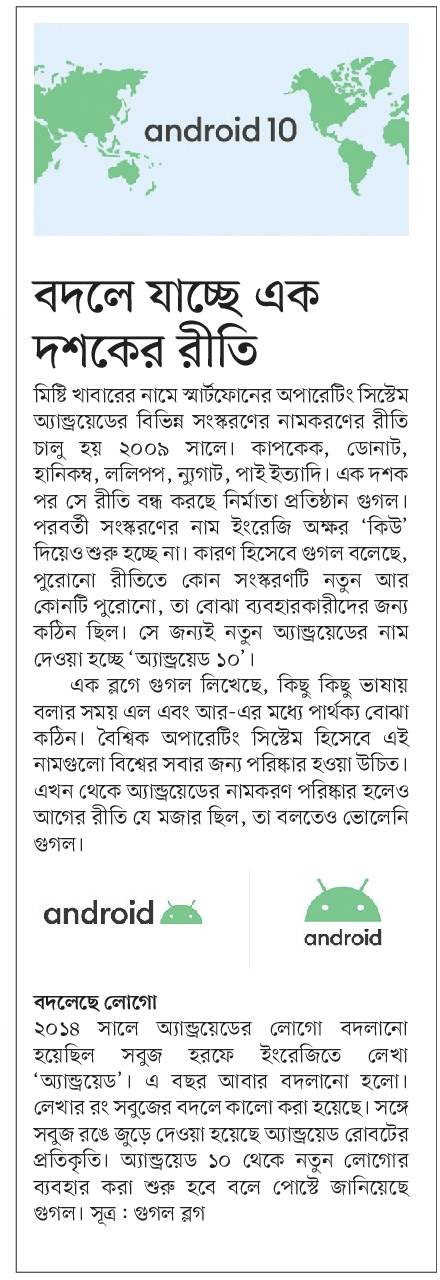 android 10
বদলে যাচ্ছে এক
দশকের রীতি
মিষ্টি খাবারের নামে স্মার্টফোনের অপারেটিং সিস্টেম
অ্যান্ড্রয়েডের বিভিন্ন সংস্করণের নামকরণের রীতি
চালু হয় ২০০৯ সালে। কাপকেক, ডোনাট,
হানিকম্ব, ললিপপ, ন্যুগাট, পাই ইত্যাদি। এক দশক
পর সে রীতি বন্ধ করছে নির্মাতা প্রতিষ্ঠান গুগল।
পরবর্তী সংস্করণের নাম ইংরেজি অক্ষর ‘কিউ’
দিয়েও শুরু হচ্ছে না। কারণ হিসেবে গুগল বলেছে,
পুরোনো রীতিতে কোন সংস্করণটি নতুন আর
কোনটি পুরোনো, তা বোঝা ব্যবহারকারীদের জন্য
কঠিন ছিল। সে জন্যই নতুন অ্যান্ড্রয়েডের নাম
দেওয়া হচ্ছে ‘অ্যান্ড্রয়েড ১০’।
এক ব্লগে গুগল লিখেছে, কিছু কিছু ভাষায়
বলার সময় এল এবং আর-এর মধ্যে পার্থক্য বোঝা
কঠিন। বৈশ্বিক অপারেটিং সিস্টেম হিসেবে এই
নামগুলো বিশ্বের সবার জন্য পরিষ্কার হওয়া উচিত।
এখন থেকে অ্যান্ড্রয়েডের নামকরণ পরিষ্কার হলেও
আগের রীতি যে মজার ছিল, তা বলতেও ভোলেনি
গুগল।
android
android
বদলেছে লোগো
২০১৪ সালে অ্যান্ড্রয়েডের লোগো বদলানো
হয়েছিল সবুজ হরফে ইংরেজিতে লেখা
‘অ্যান্ড্রয়েড’। এ বছর আবার বদলানো হলো।
লেখার রং সবুজের বদলে কালো করা হয়েছে। সঙ্গে
সবুজ রঙে জুড়ে দেওয়া হয়েছে অ্যান্ড্রয়েড রোবটের
প্রতিকৃতি। অ্যান্ড্রয়েড ১০ থেকে নতুন লোগোর
ব্যবহার করা শুরু হবে বলে পোস্টে জানিয়েছে
গুগল। সূত্র : গুগল ব্লগ